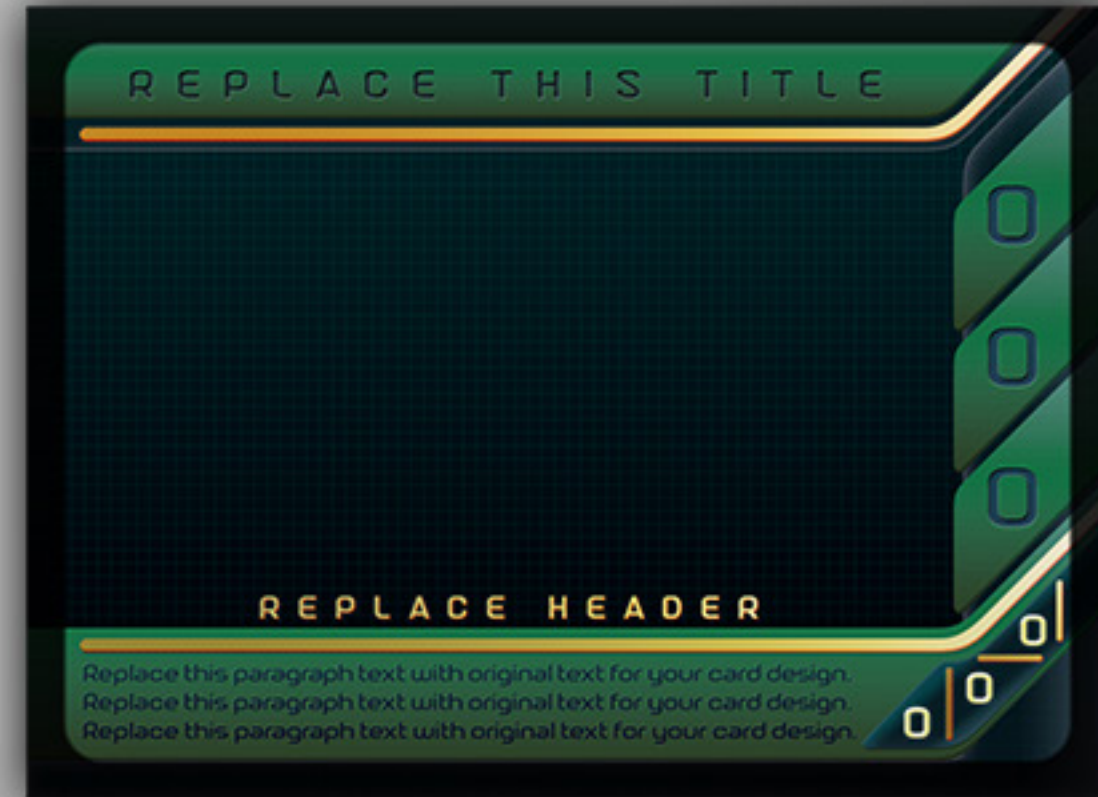 REPLACE THIS TITLE
0
0
0
REPLACE HEADER
Replace this paragraph text with original text for your card design.
Replace this paragraph text with original text for your card design.
Replace this paragraph text with original text for your card design.
0
0
0